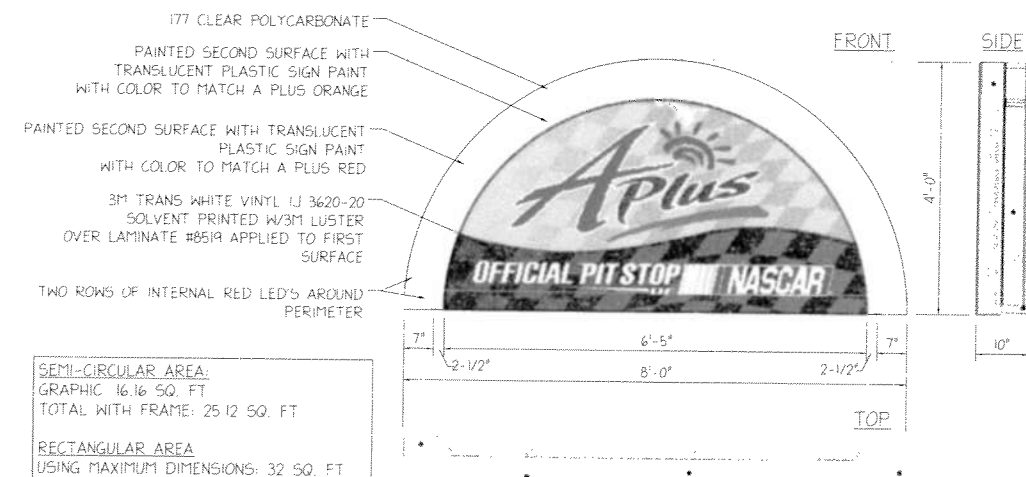 177 CLEAR POLYCARBONATE
PAINTED SECOND SURFACE WITH
TRANSLUCENT PLASTIC SIGN PAINT
WITH COLOR TO MATCH A PLUS ORANGE
PAINTED SECOND SURFACE WITH TRANSLUCENT
PLASTIC SIGN PAINT
WITH COLOR TO MATCH A PLUS RED
3M TRANS WHITE VINYL IJ 3620-20
SOLVENT PRINTED W/3M LUSTER
OVER LAMINATE #8519 APPLIED TO FIRST
SURFACE
TWO ROWS OF INTERNAL RED LED'S AROUND
PERIMETER
SEMI-CIRCULAR AREA:
GRAPHIC 16.16 SQ. FT
TOTAL WITH FRAME: 25 12 SQ. FT
RECTANGULAR AREA
USING MAXIMUM DIMENSIONS: 32 SQ. FT
FRONT
Aplus
OFFICIAL PIT STOP
NASCAR
7"
6'-5"
7"
2-1/2"
8'-0"
2-1/2"
TOP
SIDE
4'-0"
10"